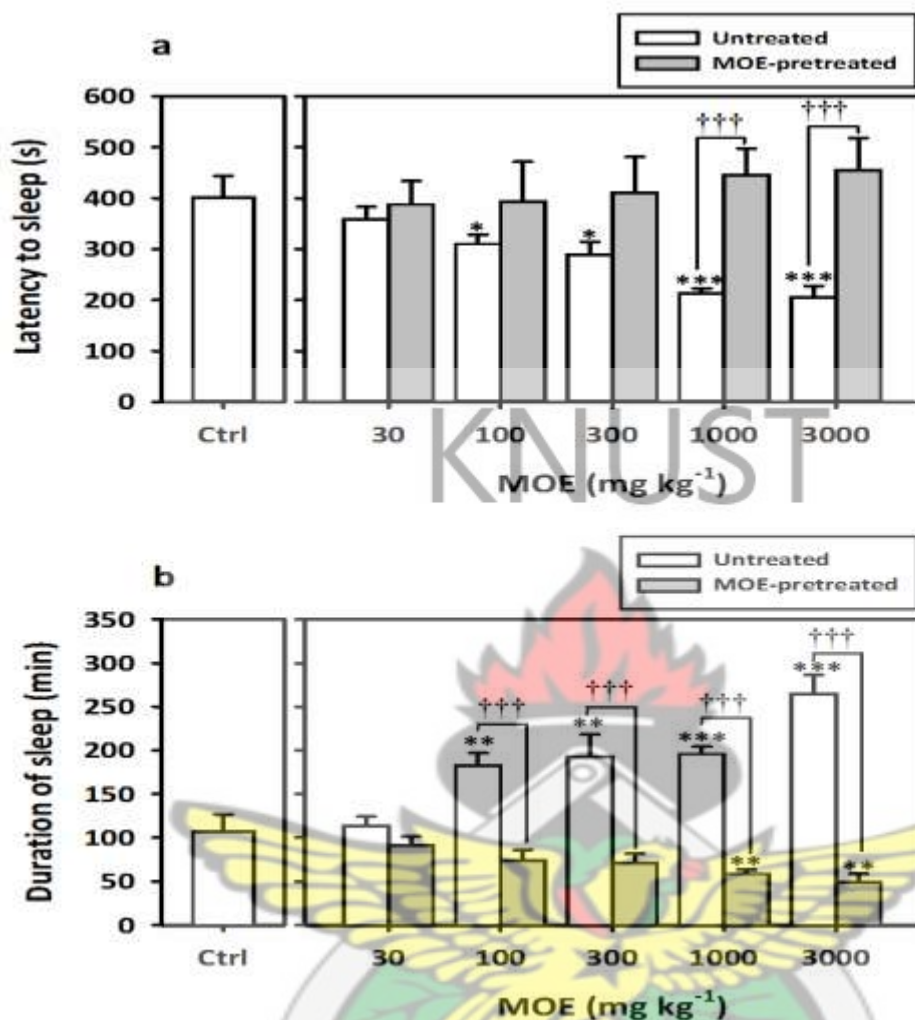 a
Untreated
MOE-pretreated
Latency to sleep (s)
600
500
400
300
200
100
0
†††
†††
*
*
***
***
Ctrl
30 100 300 1000 3000
MOE (mg kg⁻¹)
KNUST
b
Untreated
MOE-pretreated
Duration of sleep (min)
350
300
250
200
150
100
50
0
†††
†††
†††
†††
**
**
***
***
**
**
Ctrl
30 100 300 1000 3000
MOE (mg kg⁻¹)